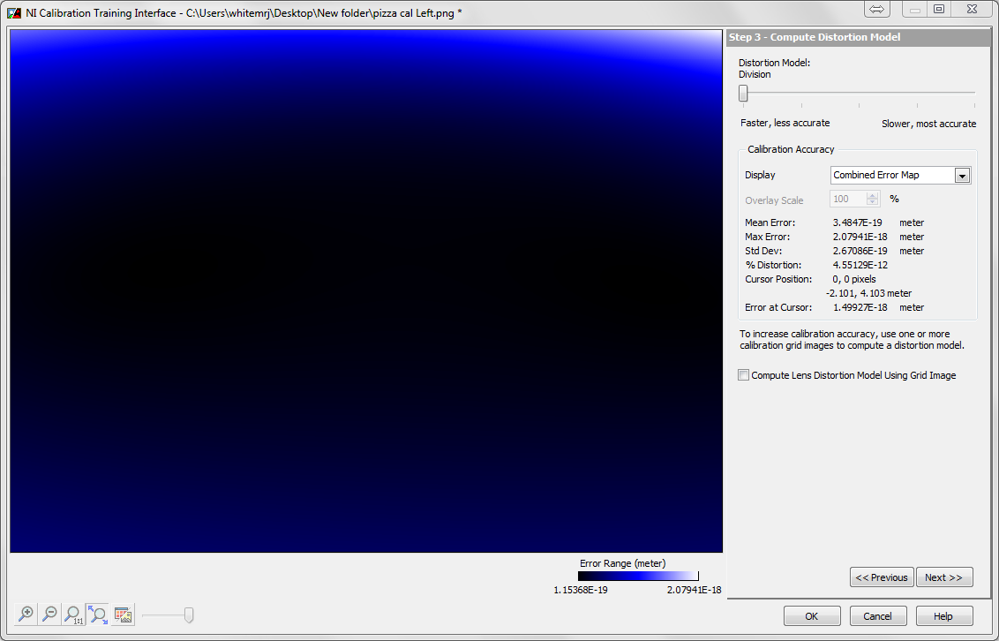 NI Calibration Training Interface - C:\Users\whitemrj\Desktop\New folder\pizza cal Left.png *
Step 3 - Compute Distortion Model
Distortion Model:
Division
Faster, less accurate
Slower, most accurate
Calibration Accuracy
Display Combined Error Map
Overlay Scale 100 %
Mean Error: 3.4847E-19 meter
Max Error: 2.07941E-18 meter
Std Dev: 2.67086E-19 meter
% Distortion: 4.55129E-12
Cursor Position: 0, 0 pixels
-2.101, 4.103 meter
Error at Cursor: 1.49927E-18 meter
To increase calibration accuracy, use one or more
calibration grid images to compute a distortion model.
Compute Lens Distortion Model Using Grid Image
Error Range (meter)
1.15368E-19 2.07941E-18
<< Previous Next >>
1:1
OK Cancel Help